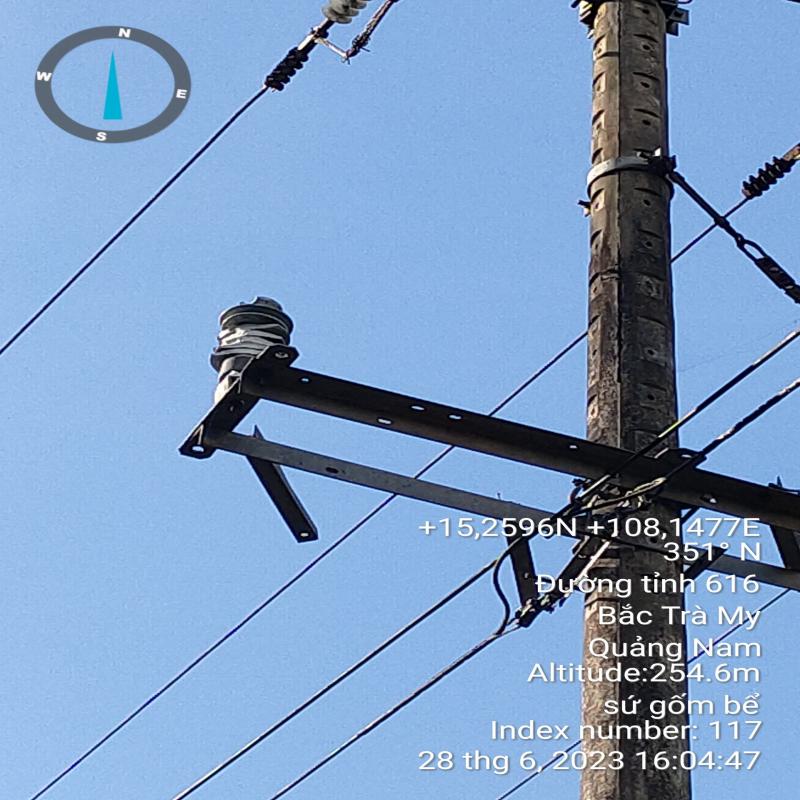 N
W
E
S
+15,2596N +108,1477E
351° N
Đường tỉnh 616
Bắc Trà My
Quảng Nam
Altitude:254.6m
sứ gốm bể
Index number: 117
28 thg 6, 2023 16:04:47